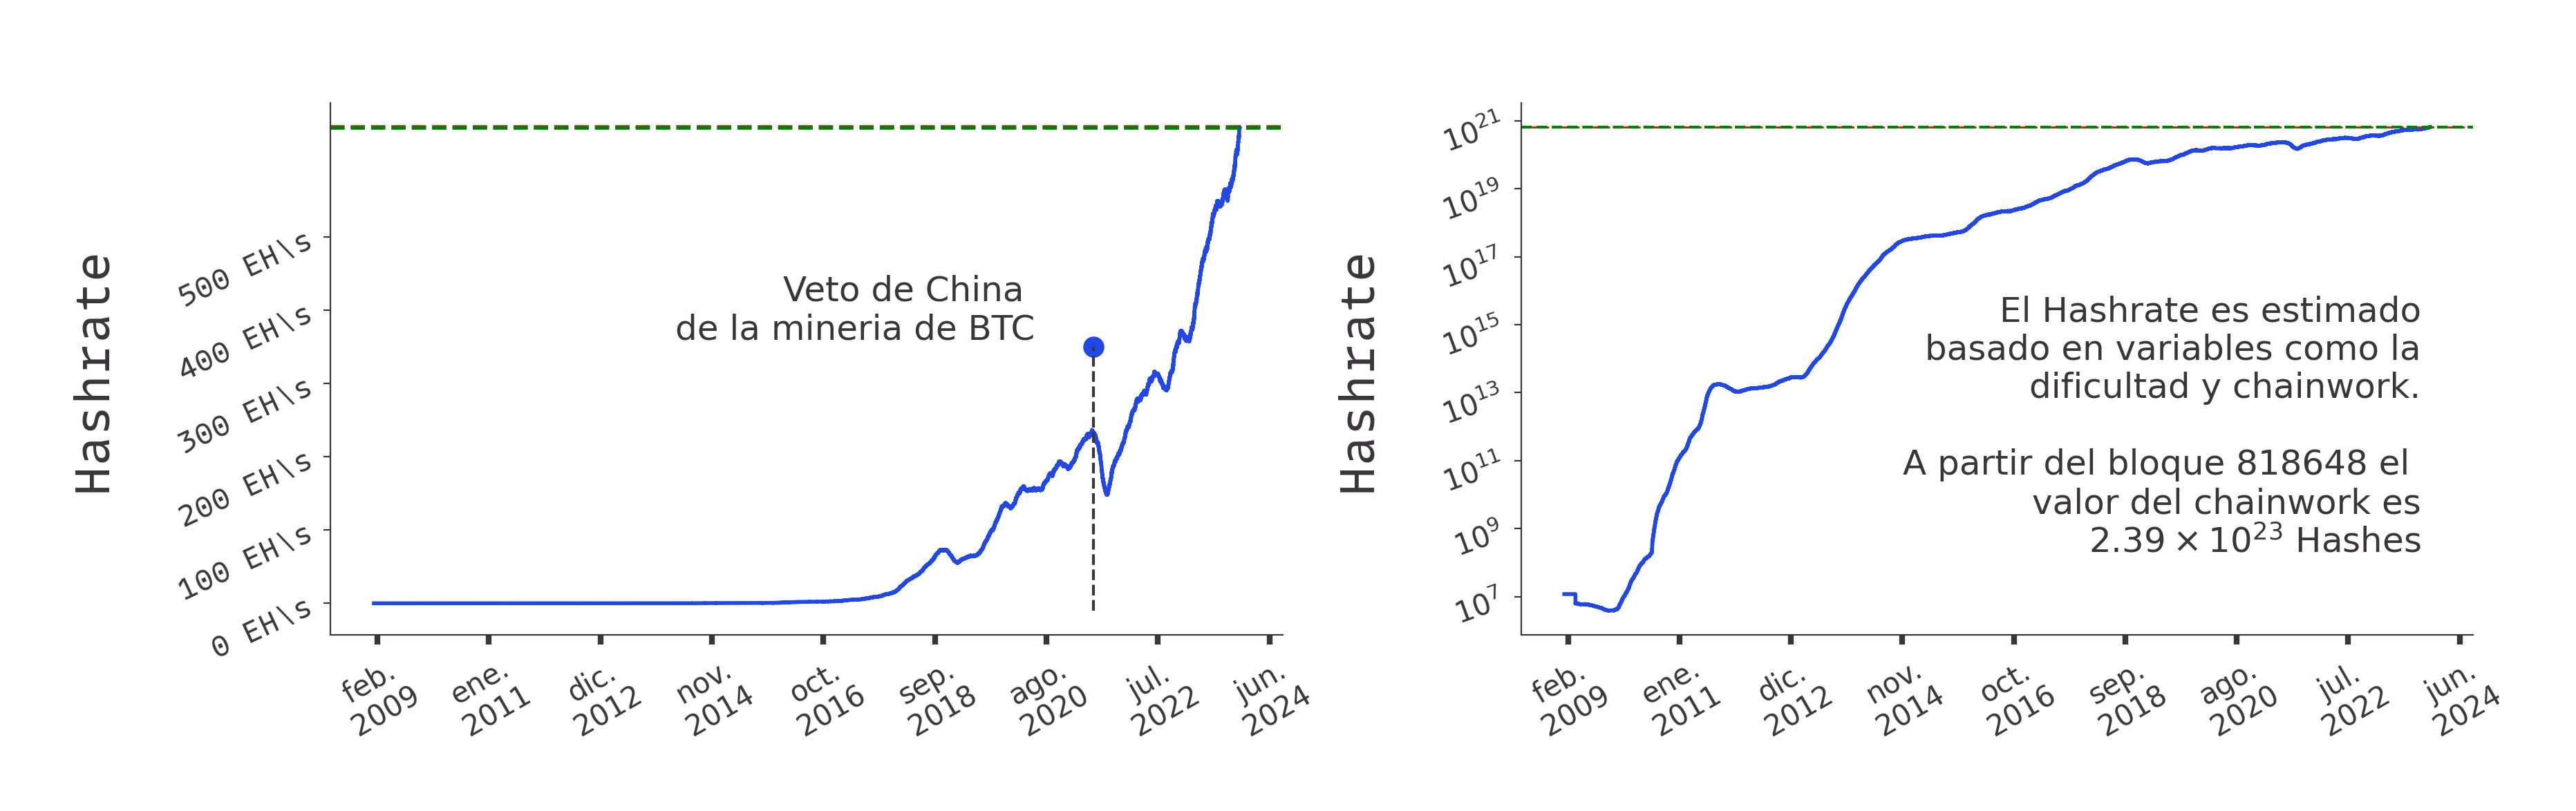 Hashrate
500 EH\s
400 EH\s
300 EH\s
200 EH\s
100 EH\s
0 EH\s
Veto de China
de la mineria de BTC
feb.
2009
ene.
2011
dic.
2012
nov.
2014
oct.
2016
sep.
2018
ago.
2020
jul.
2022
jun.
2024
Hashrate
10²¹
10¹⁹
10¹⁷
10¹⁵
10¹³
10¹¹
10⁹
10⁷
El Hashrate es estimado
basado en variables como la
dificultad y chainwork.
A partir del bloque 818648 el
valor del chainwork es
2.39 × 10²³ Hashes
feb.
2009
ene.
2011
dic.
2012
nov.
2014
oct.
2016
sep.
2018
ago.
2020
jul.
2022
jun.
2024